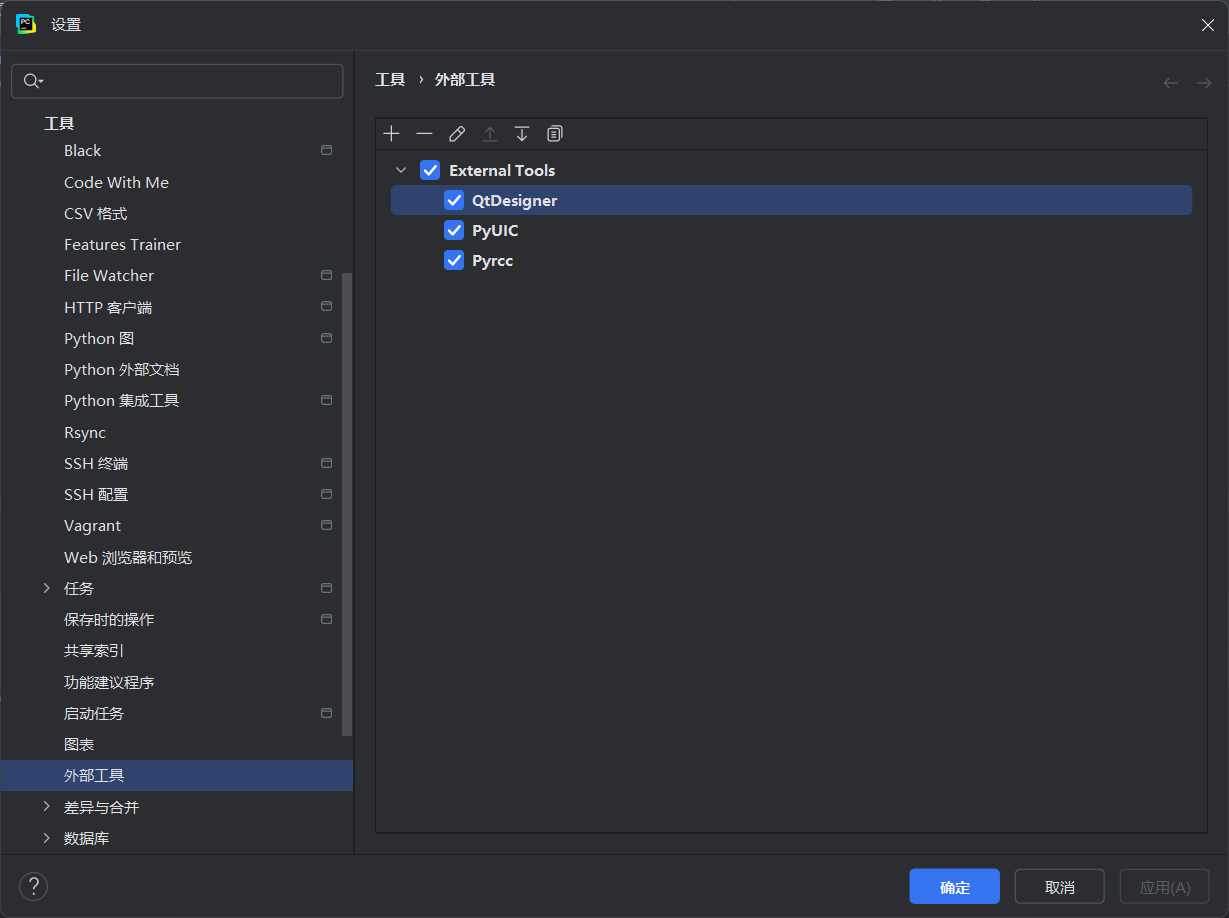 PC
设置
工具
Black
Code With Me
CSV 格式
Features Trainer
File Watcher
HTTP 客户端
Python 图
Python 外部文档
Python 集成工具
Rsync
SSH 终端
SSH 配置
Vagrant
Web 浏览器和预览
任务
保存时的操作
共享索引
功能建议程序
启动任务
图表
外部工具
差异与合并
数据库
工具 › 外部工具
External Tools
QtDesigner
PyUIC
Pyrcc
?
确定
取消
应用(A)